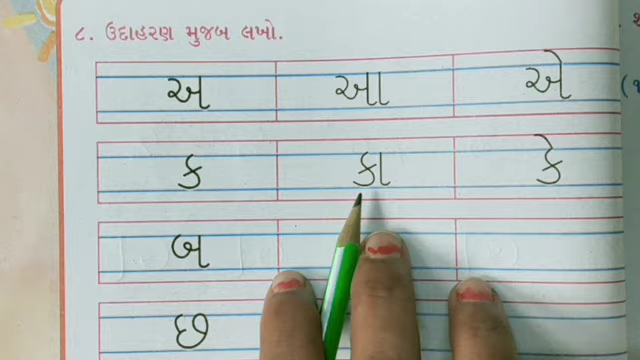 ૮. ઉદાહરણ મુજબ લખો.
અ આ એ
ક કા કે
બ
છ